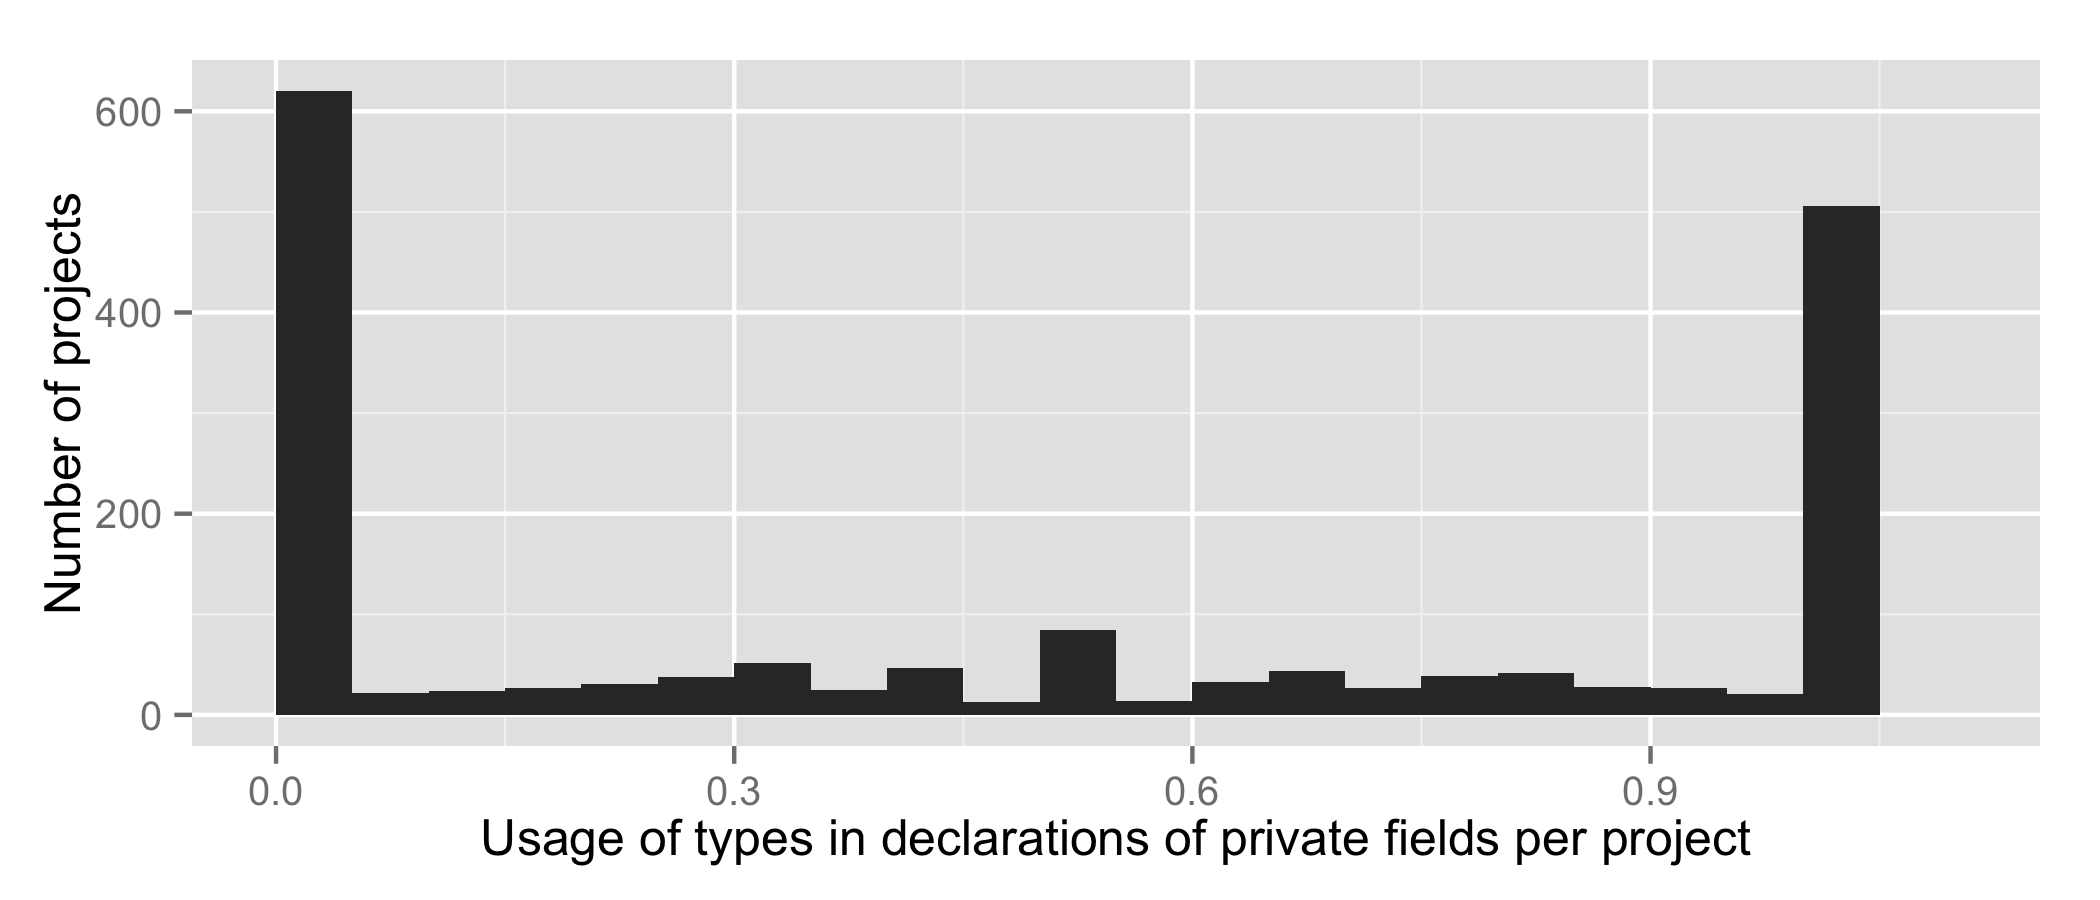 Number of projects
600
400
200
0
0.0 0.3 0.6 0.9
Usage of types in declarations of private fields per project